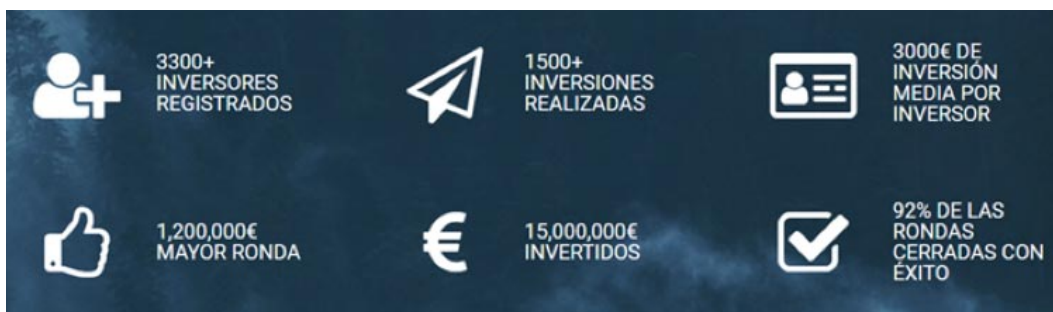 3300+
INVERSORES
REGISTRADOS
1500+
INVERSIONES
REALIZADAS
3000€ DE
INVERSIÓN
MEDIA POR
INVERSOR
1,200,000€
MAYOR RONDA
€
15,000,000€
INVERTIDOS
92% DE LAS
RONDAS
CERRADAS CON
ÉXITO